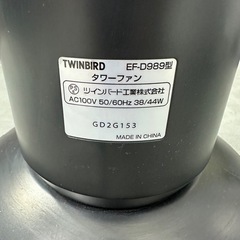 TWINBIRD EF-D989型
タワーファン
ツインバード工業株式会社
AC100V 50/60Hz 38/44W
GD2G153
MADE IN CHINA